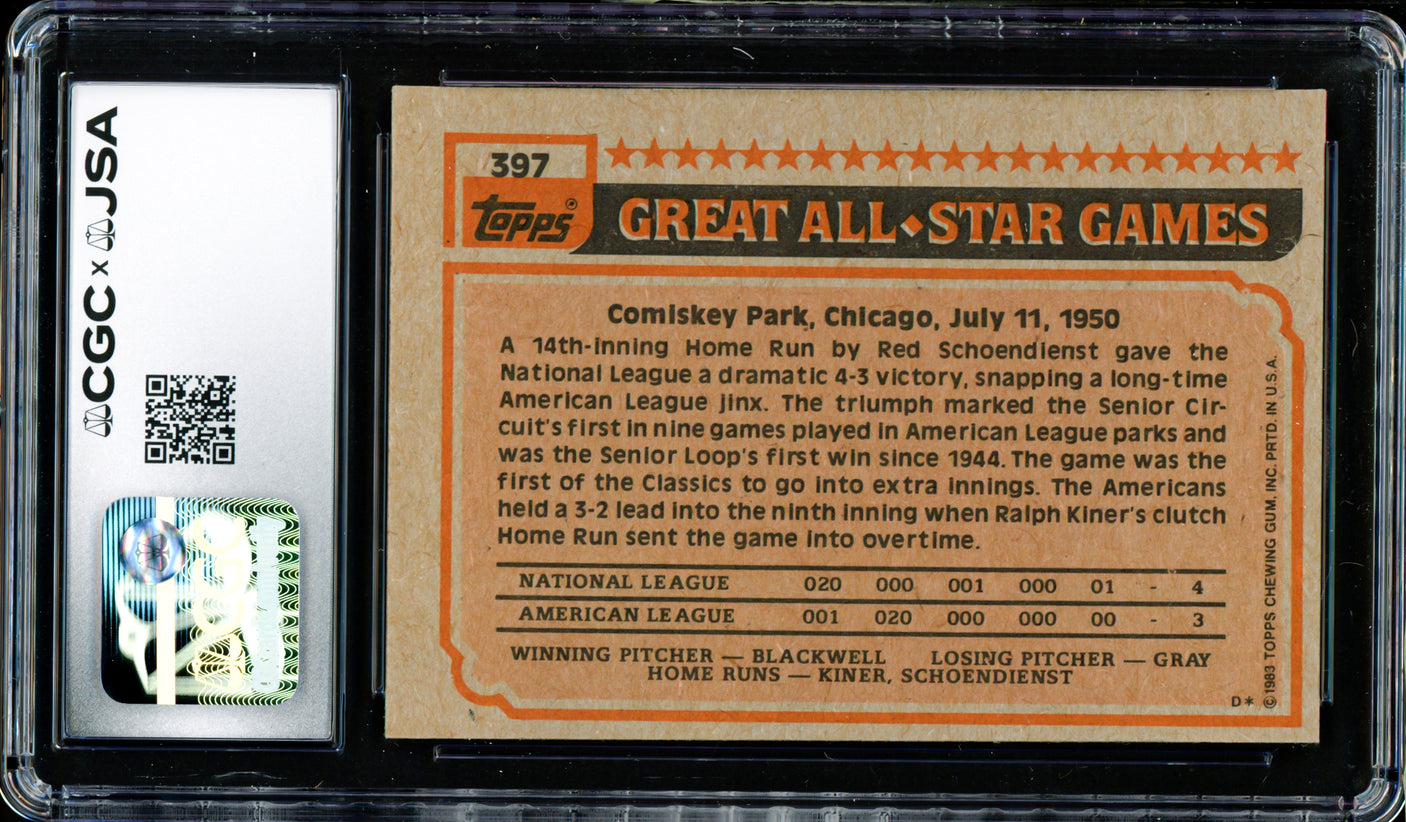 CGC x JSA
397
topps
GREAT ALL-STAR GAMES
Comiskey Park, Chicago, July 11, 1950
A 14th-inning Home Run by Red Schoendienst gave the
National League a dramatic 4-3 victory, snapping a long-time
American League jinx. The triumph marked the Senior Cir-
cuit's first in nine games played in American League parks and
was the Senior Loop's first win since 1944. The game was the
first of the Classics to go into extra innings. The Americans
held a 3-2 lead into the ninth inning when Ralph Kiner's clutch
Home Run sent the game into overtime.
NATIONAL LEAGUE 020 000 001 000 01 - 4
AMERICAN LEAGUE 001 020 000 000 00 - 3
WINNING PITCHER — BLACKWELL LOSING PITCHER — GRAY
HOME RUNS — KINER, SCHOENDIENST
D* © 1983 TOPPS CHEWING GUM, INC. PRTD. IN U.S.A.